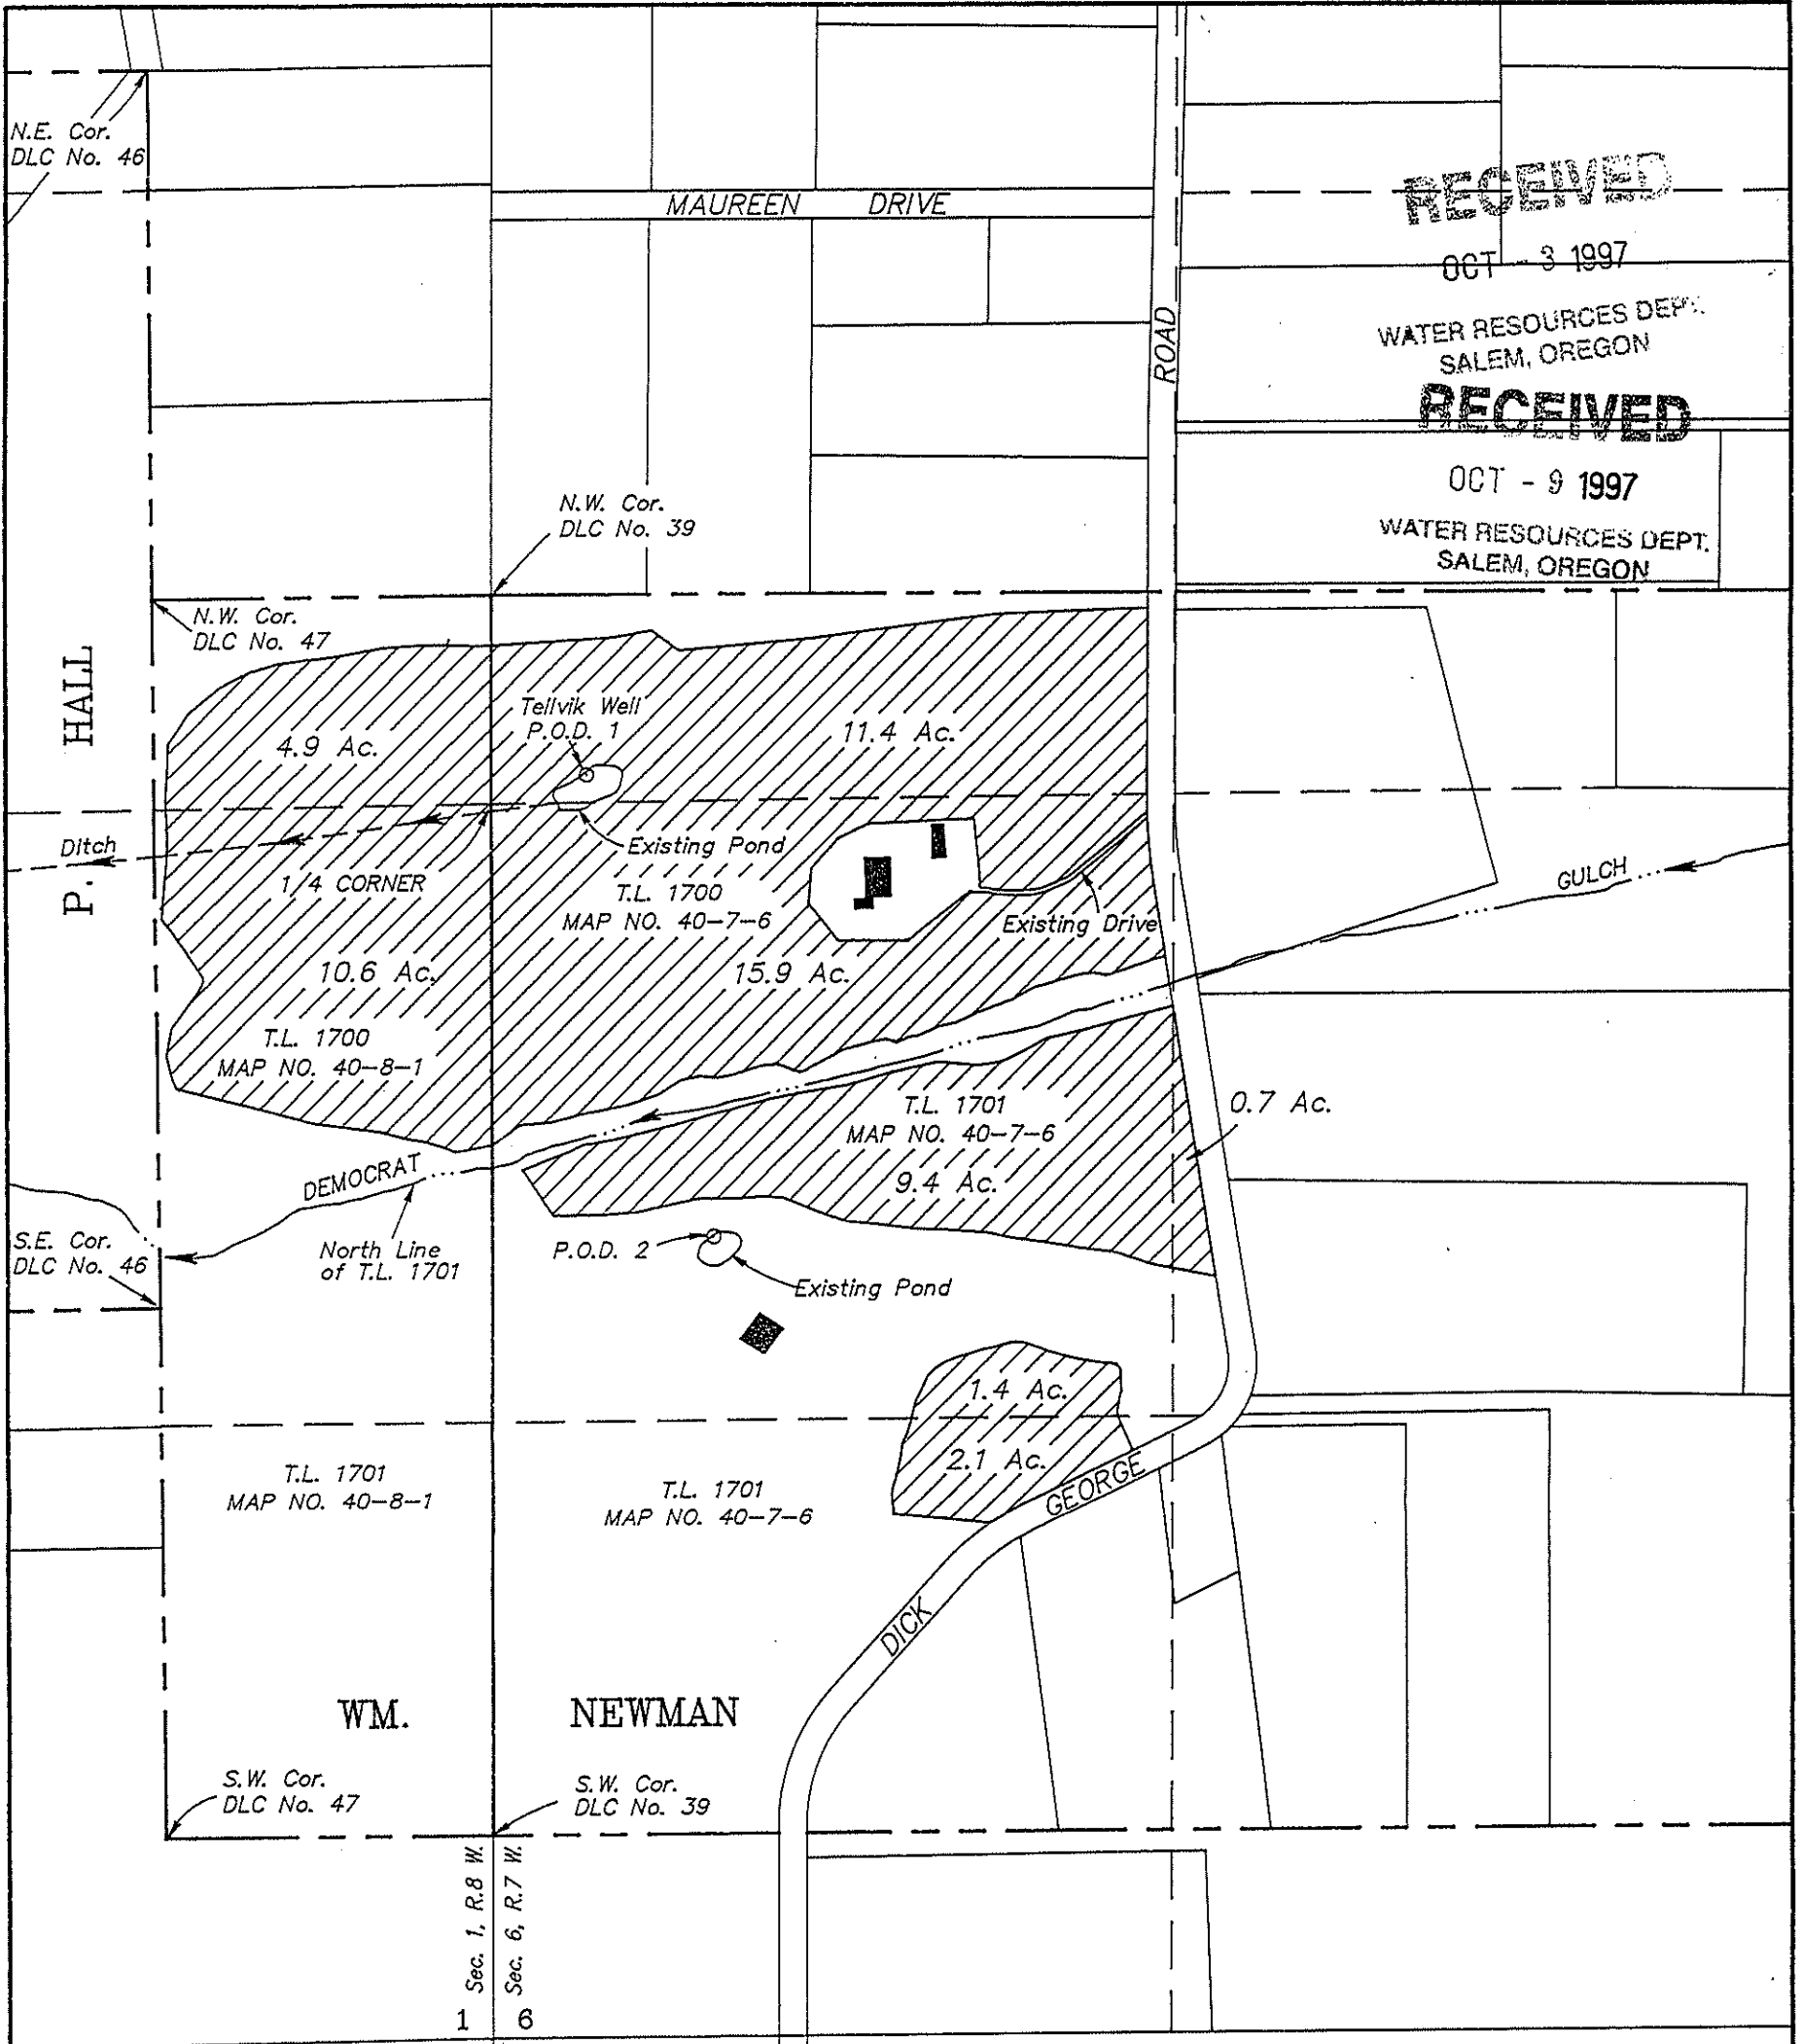 N.E. Cor.
DLC No. 46
MAUREEN DRIVE
RECEIVED
OCT - 3 1997
WATER RESOURCES DEPT.
SALEM, OREGON
ROAD
RECEIVED
OCT - 9 1997
WATER RESOURCES DEPT.
SALEM, OREGON
N.W. Cor.
DLC No. 39
N.W. Cor.
DLC No. 47
P. HALL
Tellvik Well
P.O.D. 1
4.9 Ac.
11.4 Ac.
Ditch
Existing Pond
1/4 CORNER
T.L. 1700
MAP NO. 40-7-6
Existing Drive
GULCH
10.6 Ac.
15.9 Ac.
T.L. 1700
MAP NO. 40-8-1
T.L. 1701
MAP NO. 40-7-6
0.7 Ac.
9.4 Ac.
DEMOCRAT
S.E. Cor.
DLC No. 46
North Line
of T.L. 1701
P.O.D. 2
Existing Pond
1.4 Ac.
2.1 Ac.
T.L. 1701
MAP NO. 40-8-1
T.L. 1701
MAP NO. 40-7-6
GEORGE
DICK
WM. NEWMAN
S.W. Cor.
DLC No. 47
S.W. Cor.
DLC No. 39
Sec. 1, R.8 W.
Sec. 6, R.7 W.
1 6